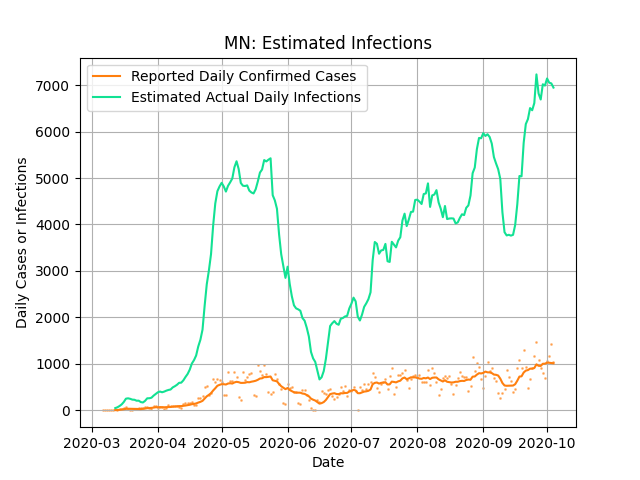 MN: Estimated Infections
Reported Daily Confirmed Cases
Estimated Actual Daily Infections
Daily Cases or Infections
7000
6000
5000
4000
3000
2000
1000
0
2020-03 2020-04 2020-05 2020-06 2020-07 2020-08 2020-09 2020-10
Date